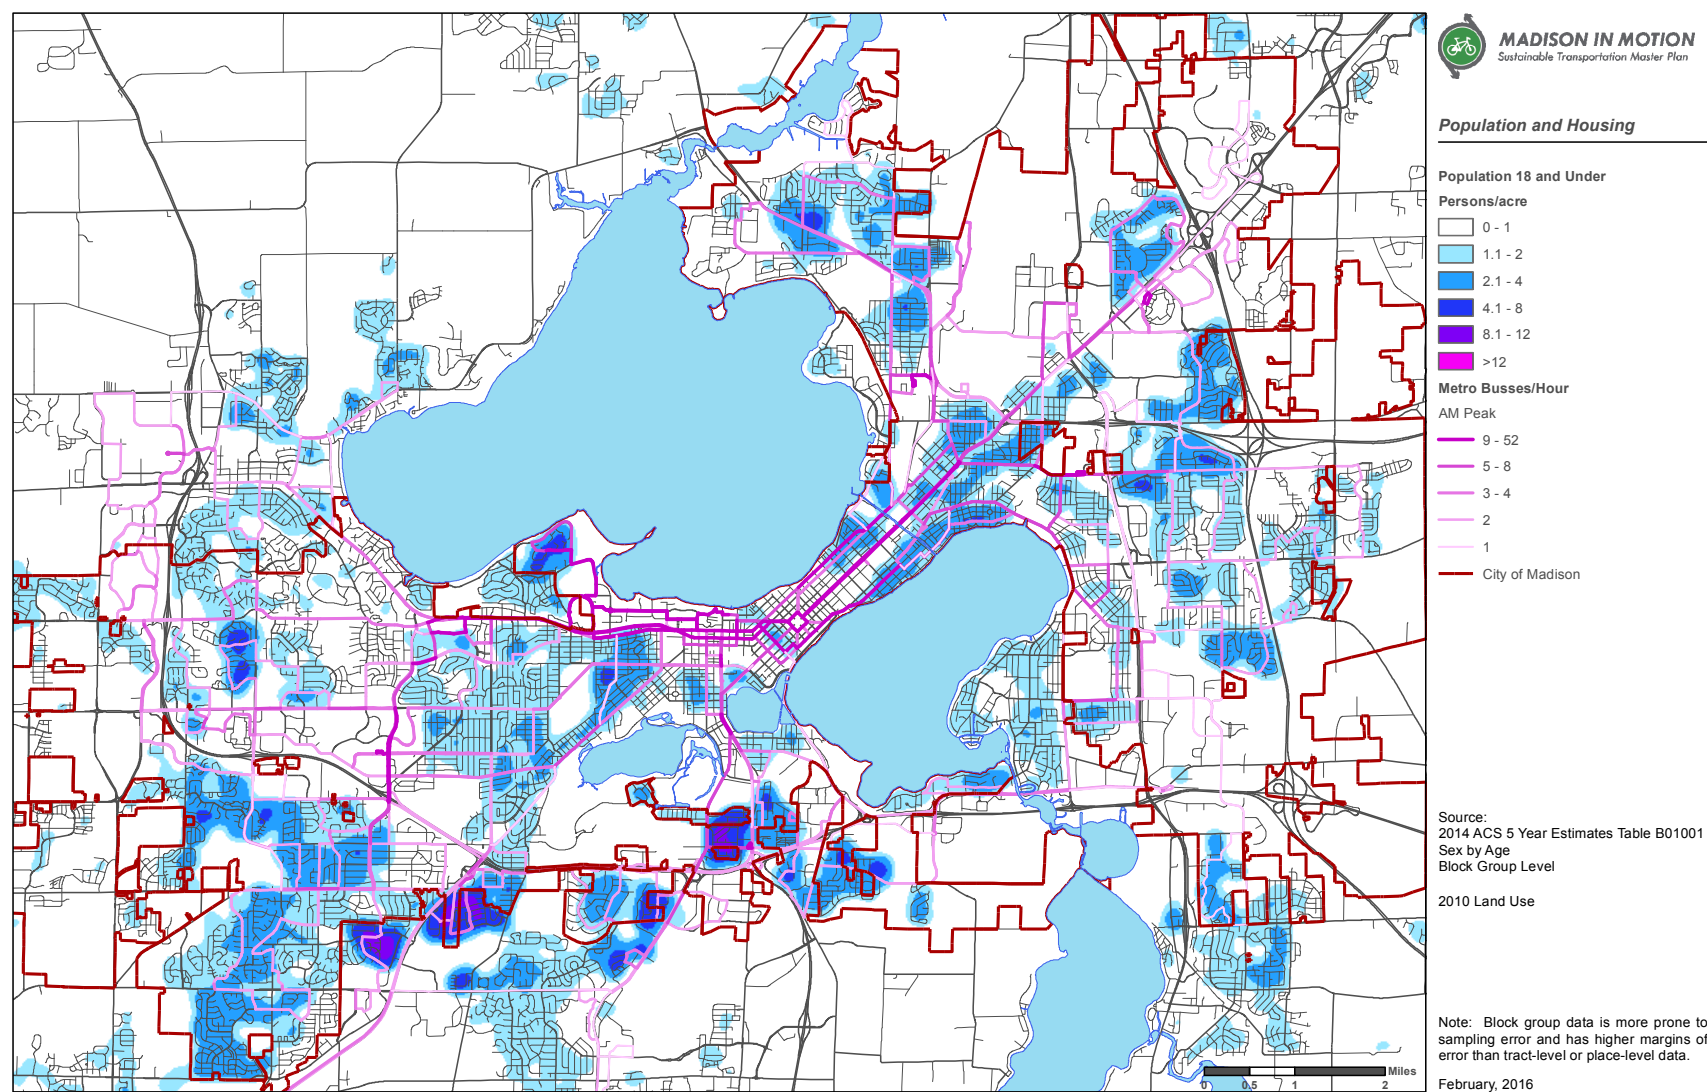 MADISON IN MOTION
Sustainable Transportation Master Plan
Population and Housing
Population 18 and Under
Persons/acre
0 - 1
1.1 - 2
2.1 - 4
4.1 - 8
8.1 - 12
>12
Metro Busses/Hour
AM Peak
9 - 52
5 - 8
3 - 4
2
1
City of Madison
Source:
2014 ACS 5 Year Estimates Table B01001
Sex by Age
Block Group Level
2010 Land Use
Note: Block group data is more prone to
sampling error and has higher margins of
error than tract-level or place-level data.
February, 2016
Miles
0 0.5 1 2